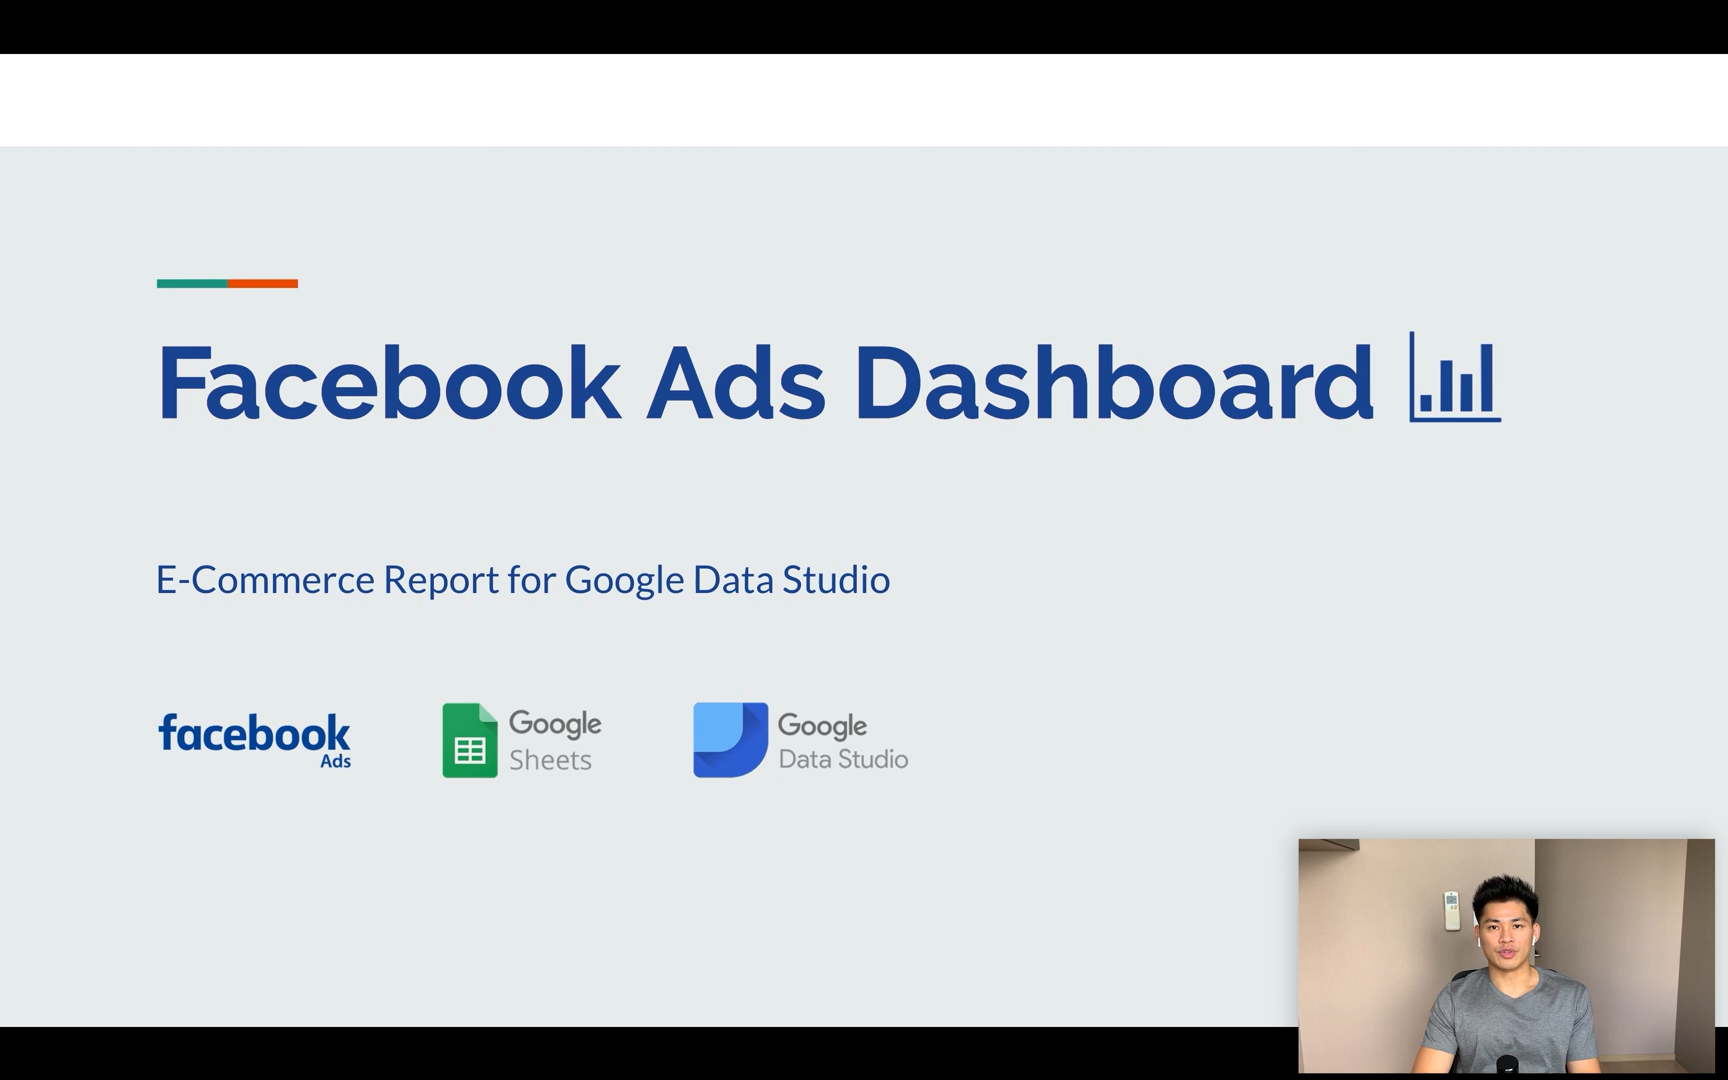 Facebook Ads Dashboard
E-Commerce Report for Google Data Studio
facebook
Ads
Google
Sheets
Google
Data Studio